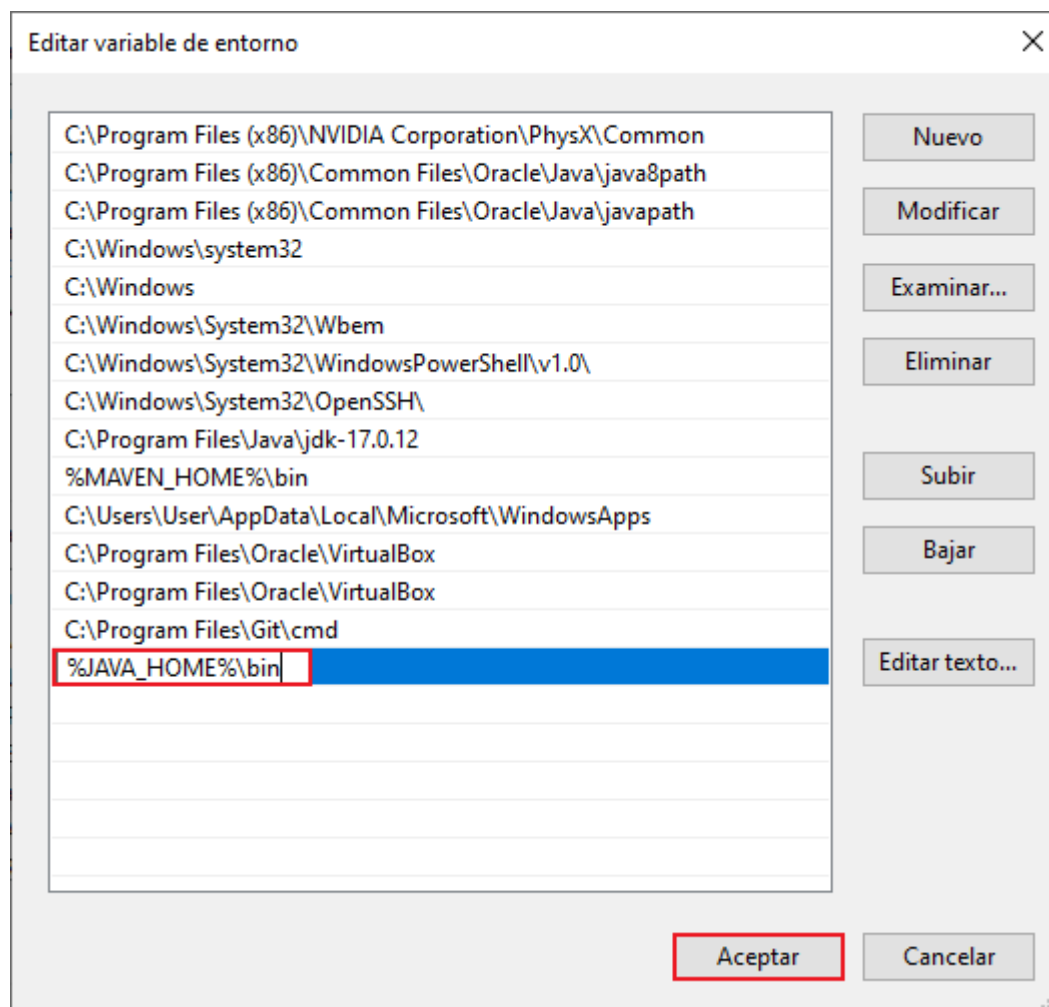 Editar variable de entorno
C:\Program Files (x86)\NVIDIA Corporation\PhysX\Common
C:\Program Files (x86)\Common Files\Oracle\Java\java8path
C:\Program Files (x86)\Common Files\Oracle\Java\javapath
C:\Windows\system32
C:\Windows
C:\Windows\System32\Wbem
C:\Windows\System32\WindowsPowerShell\v1.0\
C:\Windows\System32\OpenSSH\
C:\Program Files\Java\jdk-17.0.12
%MAVEN_HOME%\bin
C:\Users\User\AppData\Local\Microsoft\WindowsApps
C:\Program Files\Oracle\VirtualBox
C:\Program Files\Oracle\VirtualBox
C:\Program Files\Git\cmd
%JAVA_HOME%\bin
Nuevo
Modificar
Examinar...
Eliminar
Subir
Bajar
Editar texto...
Aceptar
Cancelar